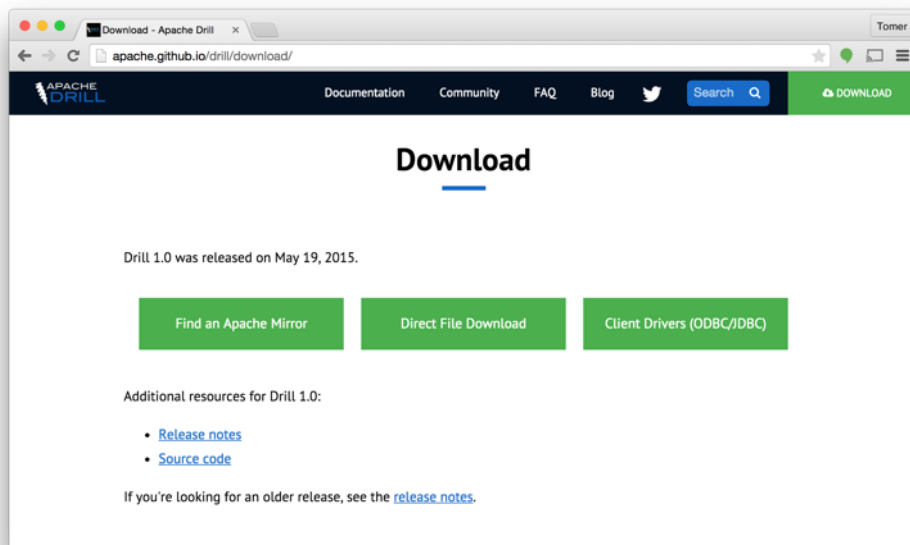 Download - Apache Drill
Tomer
apache.github.io/drill/download/
APACHE
DRILL
Documentation
Community
FAQ
Blog
Search
DOWNLOAD
Download
Drill 1.0 was released on May 19, 2015.
Find an Apache Mirror
Direct File Download
Client Drivers (ODBC/JDBC)
Additional resources for Drill 1.0:
• Release notes
• Source code
If you're looking for an older release, see the release notes.